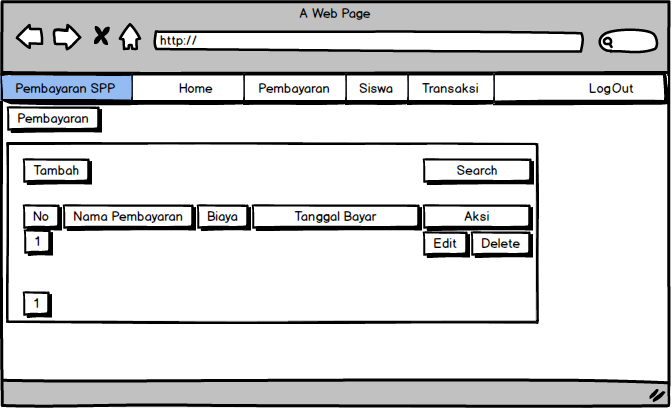 A Web Page
http://
Pembayaran SPP Home Pembayaran Siswa Transaksi LogOut
Pembayaran
Tambah Search
No Nama Pembayaran Biaya Tanggal Bayar Aksi
1 Edit Delete
1